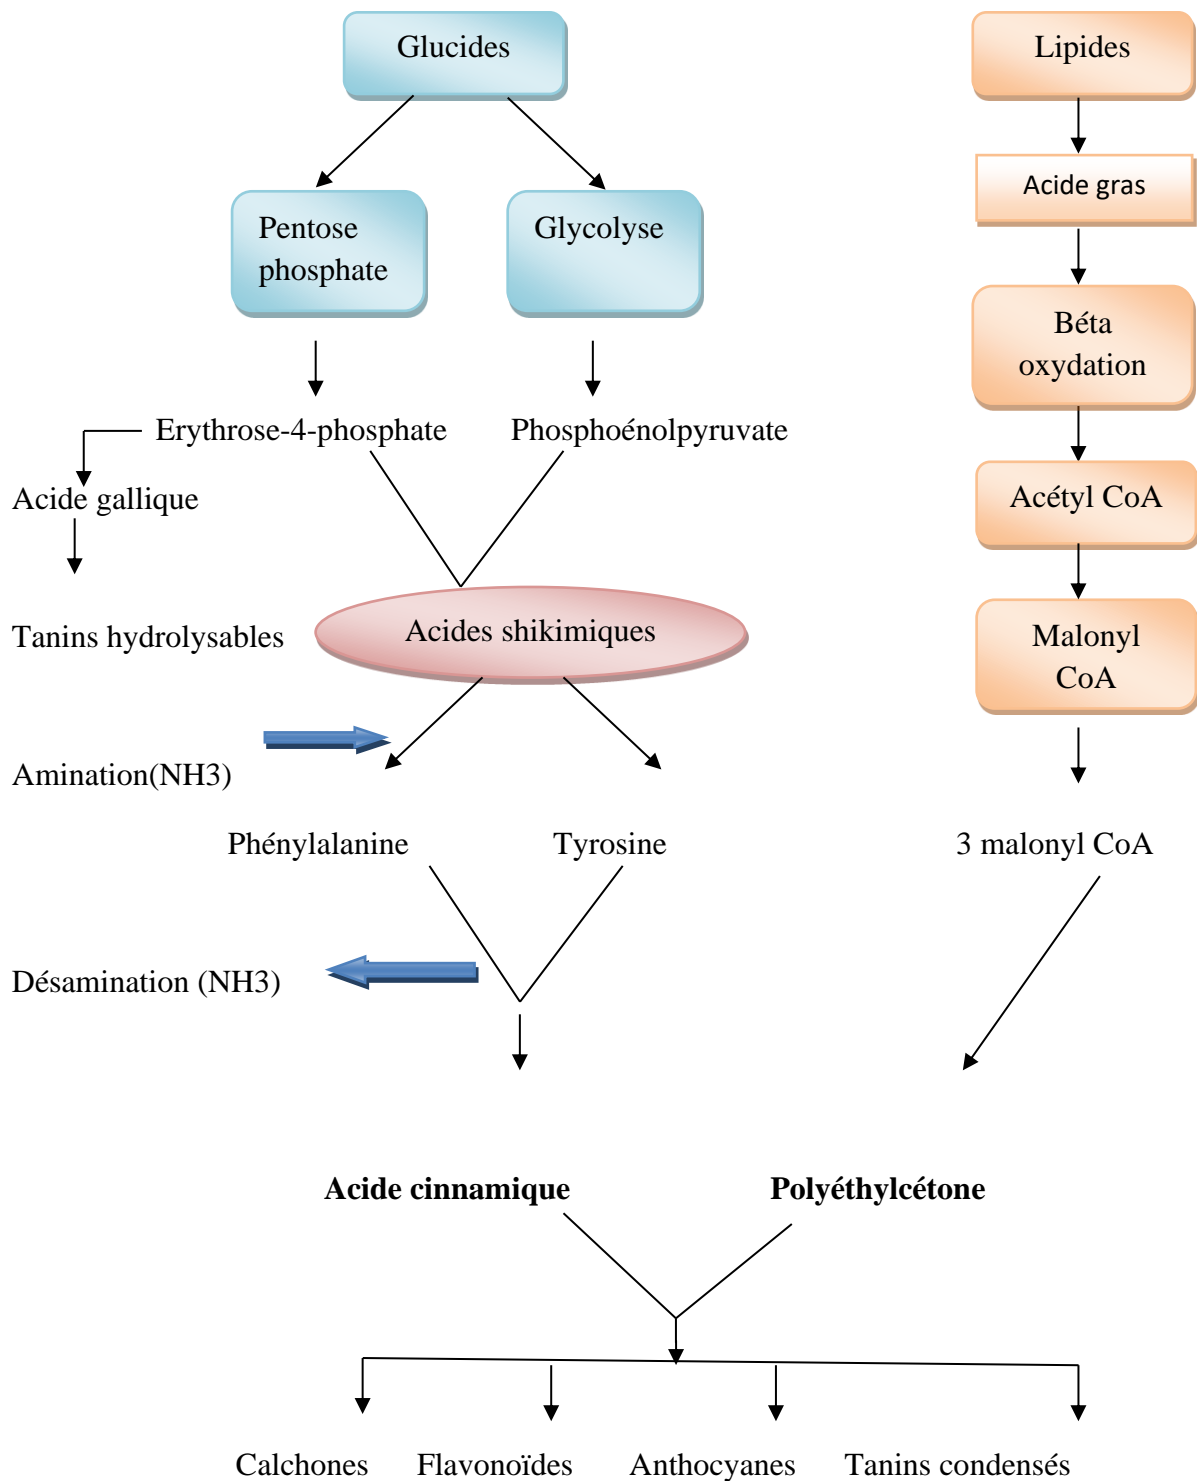 Glucides
Lipides
Acide gras
Pentose
phosphate
Glycolyse
Béta
oxydation
Erythrose-4-phosphate
Phosphoénolpyruvate
Acide gallique
Acétyl CoA
Tanins hydrolysables
Acides shikimiques
Malonyl
CoA
Amination(NH3)
Phénylalanine
Tyrosine
3 malonyl CoA
Désamination (NH3)
Acide cinnamique
Polyéthylcétone
Calchones
Flavonoïdes
Anthocyanes
Tanins condensés